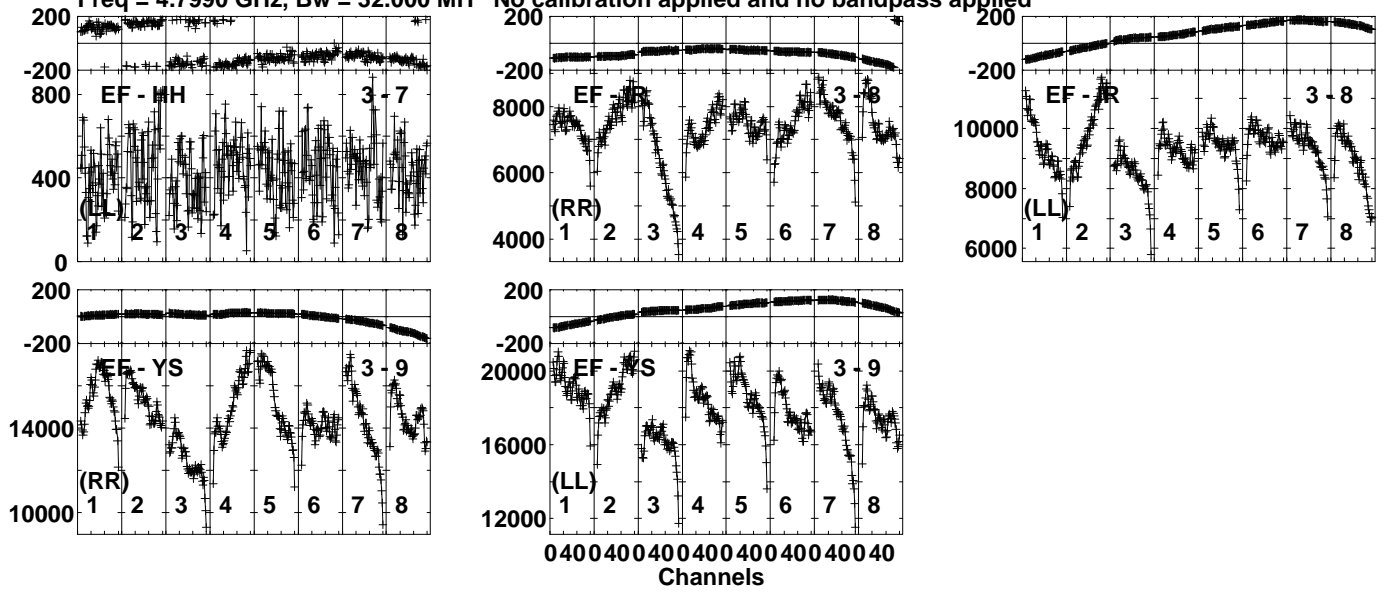 Freq = 4.7990 GHz, Bw = 32.000 MH No calibration applied and no bandpass applied
200
-200
800
400
0
EF - HH 3 - 7
(LL)
1 2 3 4 5 6 7 8
200
-200
8000
6000
4000
EF - IR 3 - 8
(RR)
1 2 3 4 5 6 7 8
200
-200
10000
8000
6000
EF - IR 3 - 8
(LL)
1 2 3 4 5 6 7 8
200
-200
14000
10000
EF - YS 3 - 9
(RR)
1 2 3 4 5 6 7 8
200
-200
20000
16000
12000
EF - YS 3 - 9
(LL)
1 2 3 4 5 6 7 8
0 40 0 40 0 40 0 40 0 40 0 40 0 40 0 40
Channels